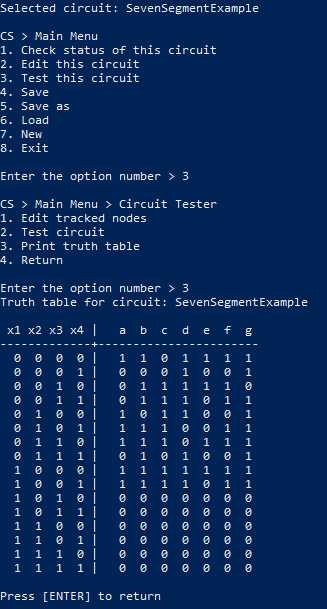 Selected circuit: SevenSegmentExample
CS > Main Menu
1. Check status of this circuit
2. Edit this circuit
3. Test this circuit
4. Save
5. Save as
6. Load
7. New
8. Exit
Enter the option number > 3
CS > Main Menu > Circuit Tester
1. Edit tracked nodes
2. Test circuit
3. Print truth table
4. Return
Enter the option number > 3
Truth table for circuit: SevenSegmentExample
x1 x2 x3 x4 | a b c d e f g
------------+----------------------
0 0 0 0 | 1 1 0 1 1 1 1
0 0 0 1 | 0 0 0 1 0 0 1
0 0 1 0 | 0 1 1 1 1 1 0
0 0 1 1 | 0 1 1 1 0 1 1
0 1 0 0 | 1 0 1 1 0 0 1
0 1 0 1 | 1 1 1 0 0 1 1
0 1 1 0 | 1 1 1 0 1 1 1
0 1 1 1 | 0 1 0 1 0 0 1
1 0 0 0 | 1 1 1 1 1 1 1
1 0 0 1 | 1 1 1 1 0 1 1
1 0 1 0 | 0 0 0 0 0 0 0
1 0 1 1 | 0 0 0 0 0 0 0
1 1 0 0 | 0 0 0 0 0 0 0
1 1 0 1 | 0 0 0 0 0 0 0
1 1 1 0 | 0 0 0 0 0 0 0
1 1 1 1 | 0 0 0 0 0 0 0
Press [ENTER] to return